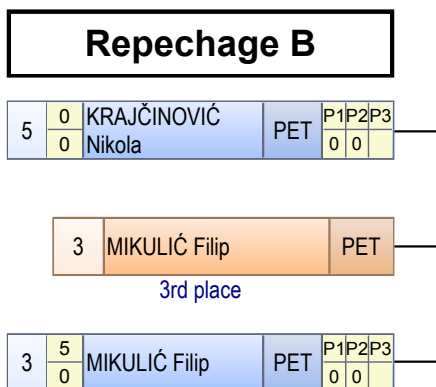 Repechage B
5 0 KRAJČINOVIĆ PET P1 P2 P3
0 Nikola 0 0
3 MIKULIĆ Filip PET
3rd place
3 5 MIKULIĆ Filip PET P1 P2 P3
0 0 0